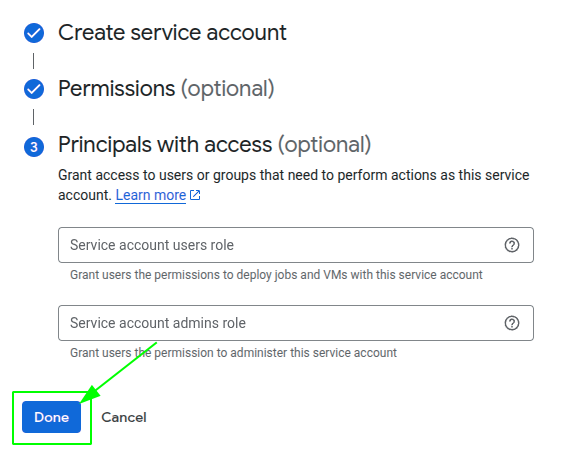 Create service account
Permissions (optional)
3 Principals with access (optional)
Grant access to users or groups that need to perform actions as this service
account. Learn more
Service account users role
Grant users the permissions to deploy jobs and VMs with this service account
Service account admins role
Grant users the permission to administer this service account
Done Cancel